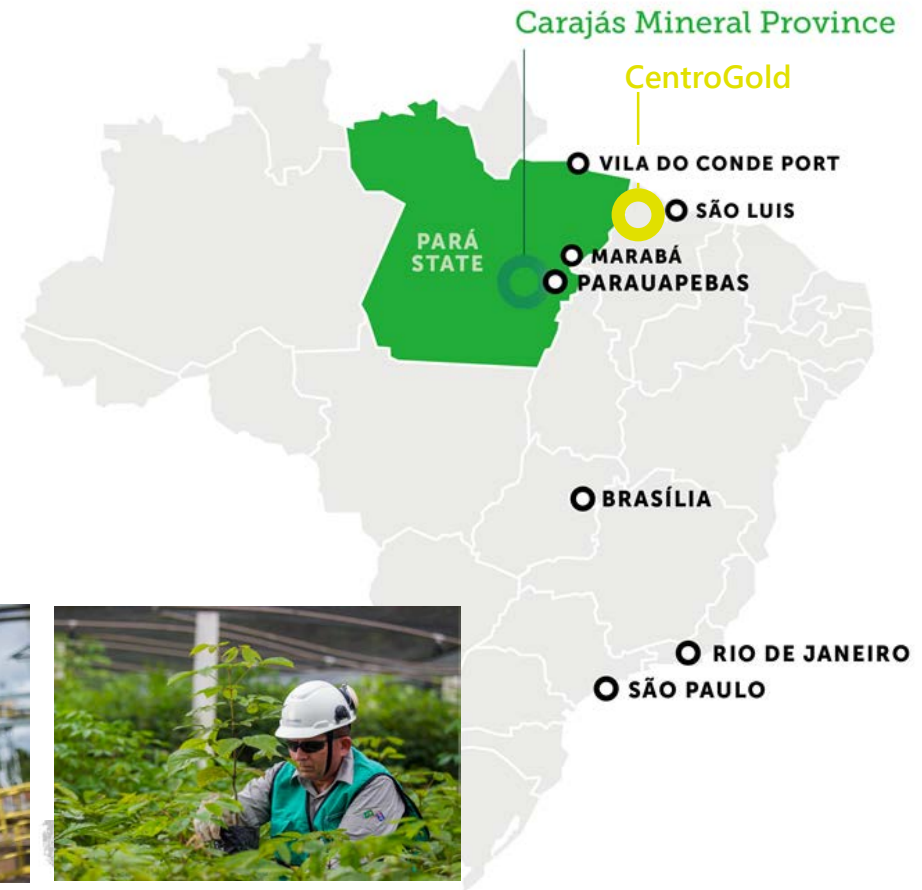 Carajás Mineral Province
CentroGold
VILA DO CONDE PORT
SÃO LUIS
PARÁ
STATE
MARABÁ
PARAUAPEBAS
BRASÍLIA
RIO DE JANEIRO
SÃO PAULO